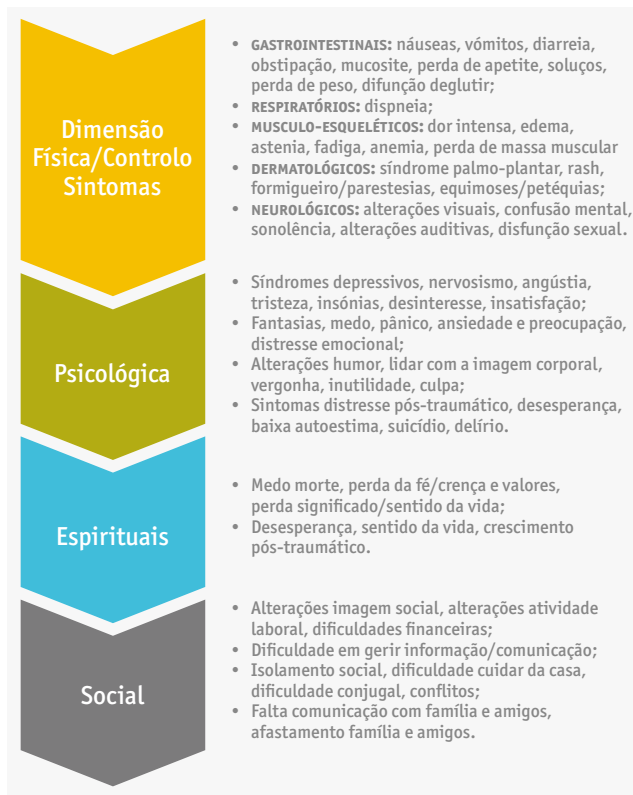 Dimensão
Física/Controlo
Sintomas
• GASTROINTESTINAIS: náuseas, vómitos, diarreia,
obstipação, mucosite, perda de apetite, soluços,
perda de peso, difunção deglutir;
• RESPIRATÓRIOS: dispneia;
• MUSCULO-ESQUELÉTICOS: dor intensa, edema,
astenia, fadiga, anemia, perda de massa muscular
• DERMATOLÓGICOS: síndrome palmo-plantar, rash,
formigueiro/parestesias, equimoses/petéquias;
• NEUROLÓGICOS: alterações visuais, confusão mental,
sonolência, alterações auditivas, disfunção sexual.
Psicológica
• Síndromes depressivos, nervosismo, angústia,
tristeza, insónias, desinteresse, insatisfação;
• Fantasias, medo, pânico, ansiedade e preocupação,
distresse emocional;
• Alterações humor, lidar com a imagem corporal,
vergonha, inutilidade, culpa;
• Sintomas distresse pós-traumático, desesperança,
baixa autoestima, suicídio, delírio.
Espirituais
• Medo morte, perda da fé/crença e valores,
perda significado/sentido da vida;
• Desesperança, sentido da vida, crescimento
pós-traumático.
Social
• Alterações imagem social, alterações atividade
laboral, dificuldades financeiras;
• Dificuldade em gerir informação/comunicação;
• Isolamento social, dificuldade cuidar da casa,
dificuldade conjugal, conflitos;
• Falta comunicação com família e amigos,
afastamento família e amigos.